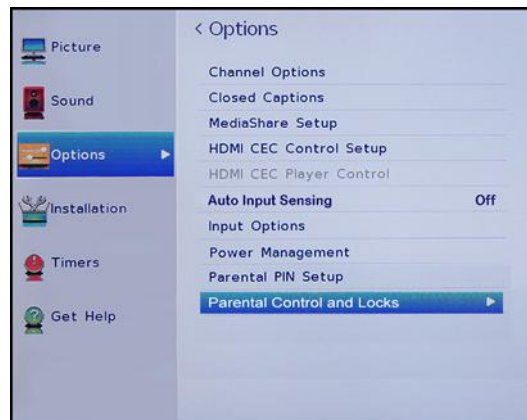 Picture
Sound
Options
Installation
Timers
Get Help
< Options
Channel Options
Closed Captions
MediaShare Setup
HDMI CEC Control Setup
HDMI CEC Player Control
Auto Input Sensing Off
Input Options
Power Management
Parental PIN Setup
Parental Control and Locks